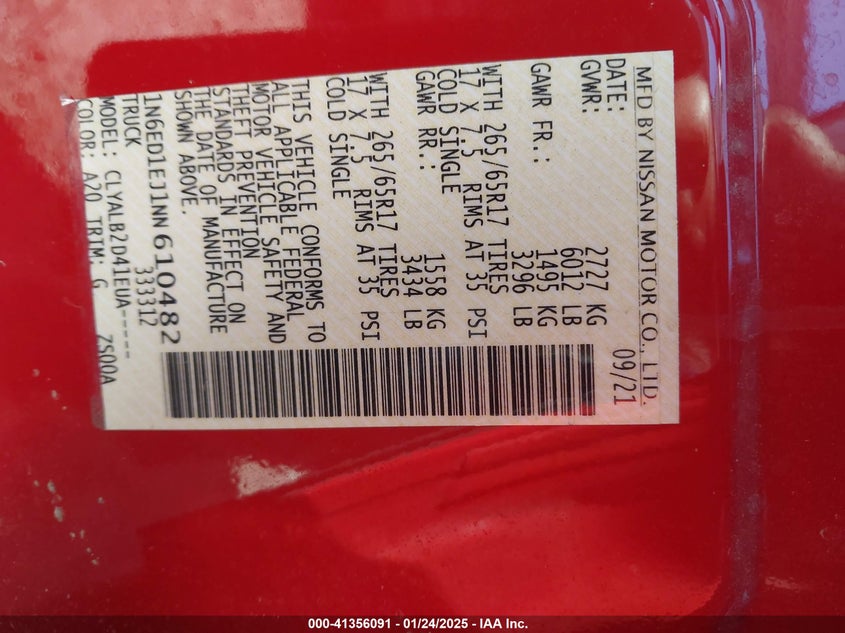 MFD BY NISSAN MOTOR CO., LTD.
DATE: 09/21
GVWR: 2727 KG
6012 LB
GAWR FR.: 1495 KG
3296 LB
WITH 265/65R17 TIRES
17 X 7.5 RIMS AT 35 PSI
COLD SINGLE
GAWR RR.: 1558 KG
3434 LB
WITH 265/65R17 TIRES
17 X 7.5 RIMS AT 35 PSI
COLD SINGLE
THIS VEHICLE CONFORMS TO
ALL APPLICABLE FEDERAL
MOTOR VEHICLE SAFETY AND
THEFT PREVENTION
STANDARDS IN EFFECT ON
THE DATE OF MANUFACTURE
SHOWN ABOVE.
1N6ED1EJ1NN610482
TRUCK 333312
MODEL: CLYALB2D41EUA-----
COLOR: A20 TRIM: G ZS00A
000-41356091 - 01/24/2025 - IAA Inc.